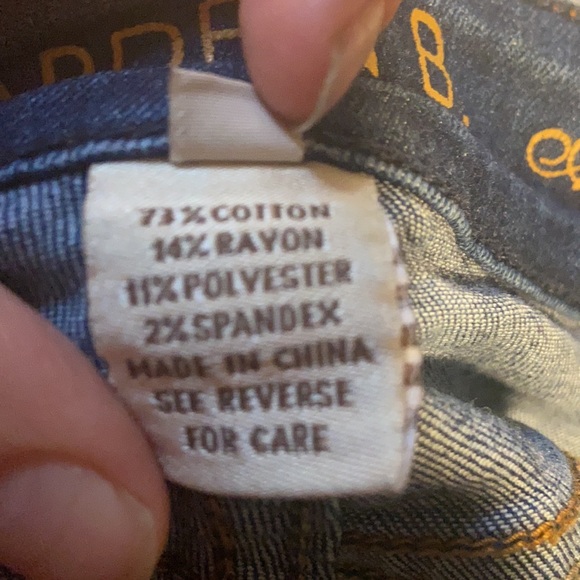 73% COTTON
14% RAYON
11% POLYESTER
2% SPANDEX
MADE IN CHINA
SEE REVERSE
FOR CARE